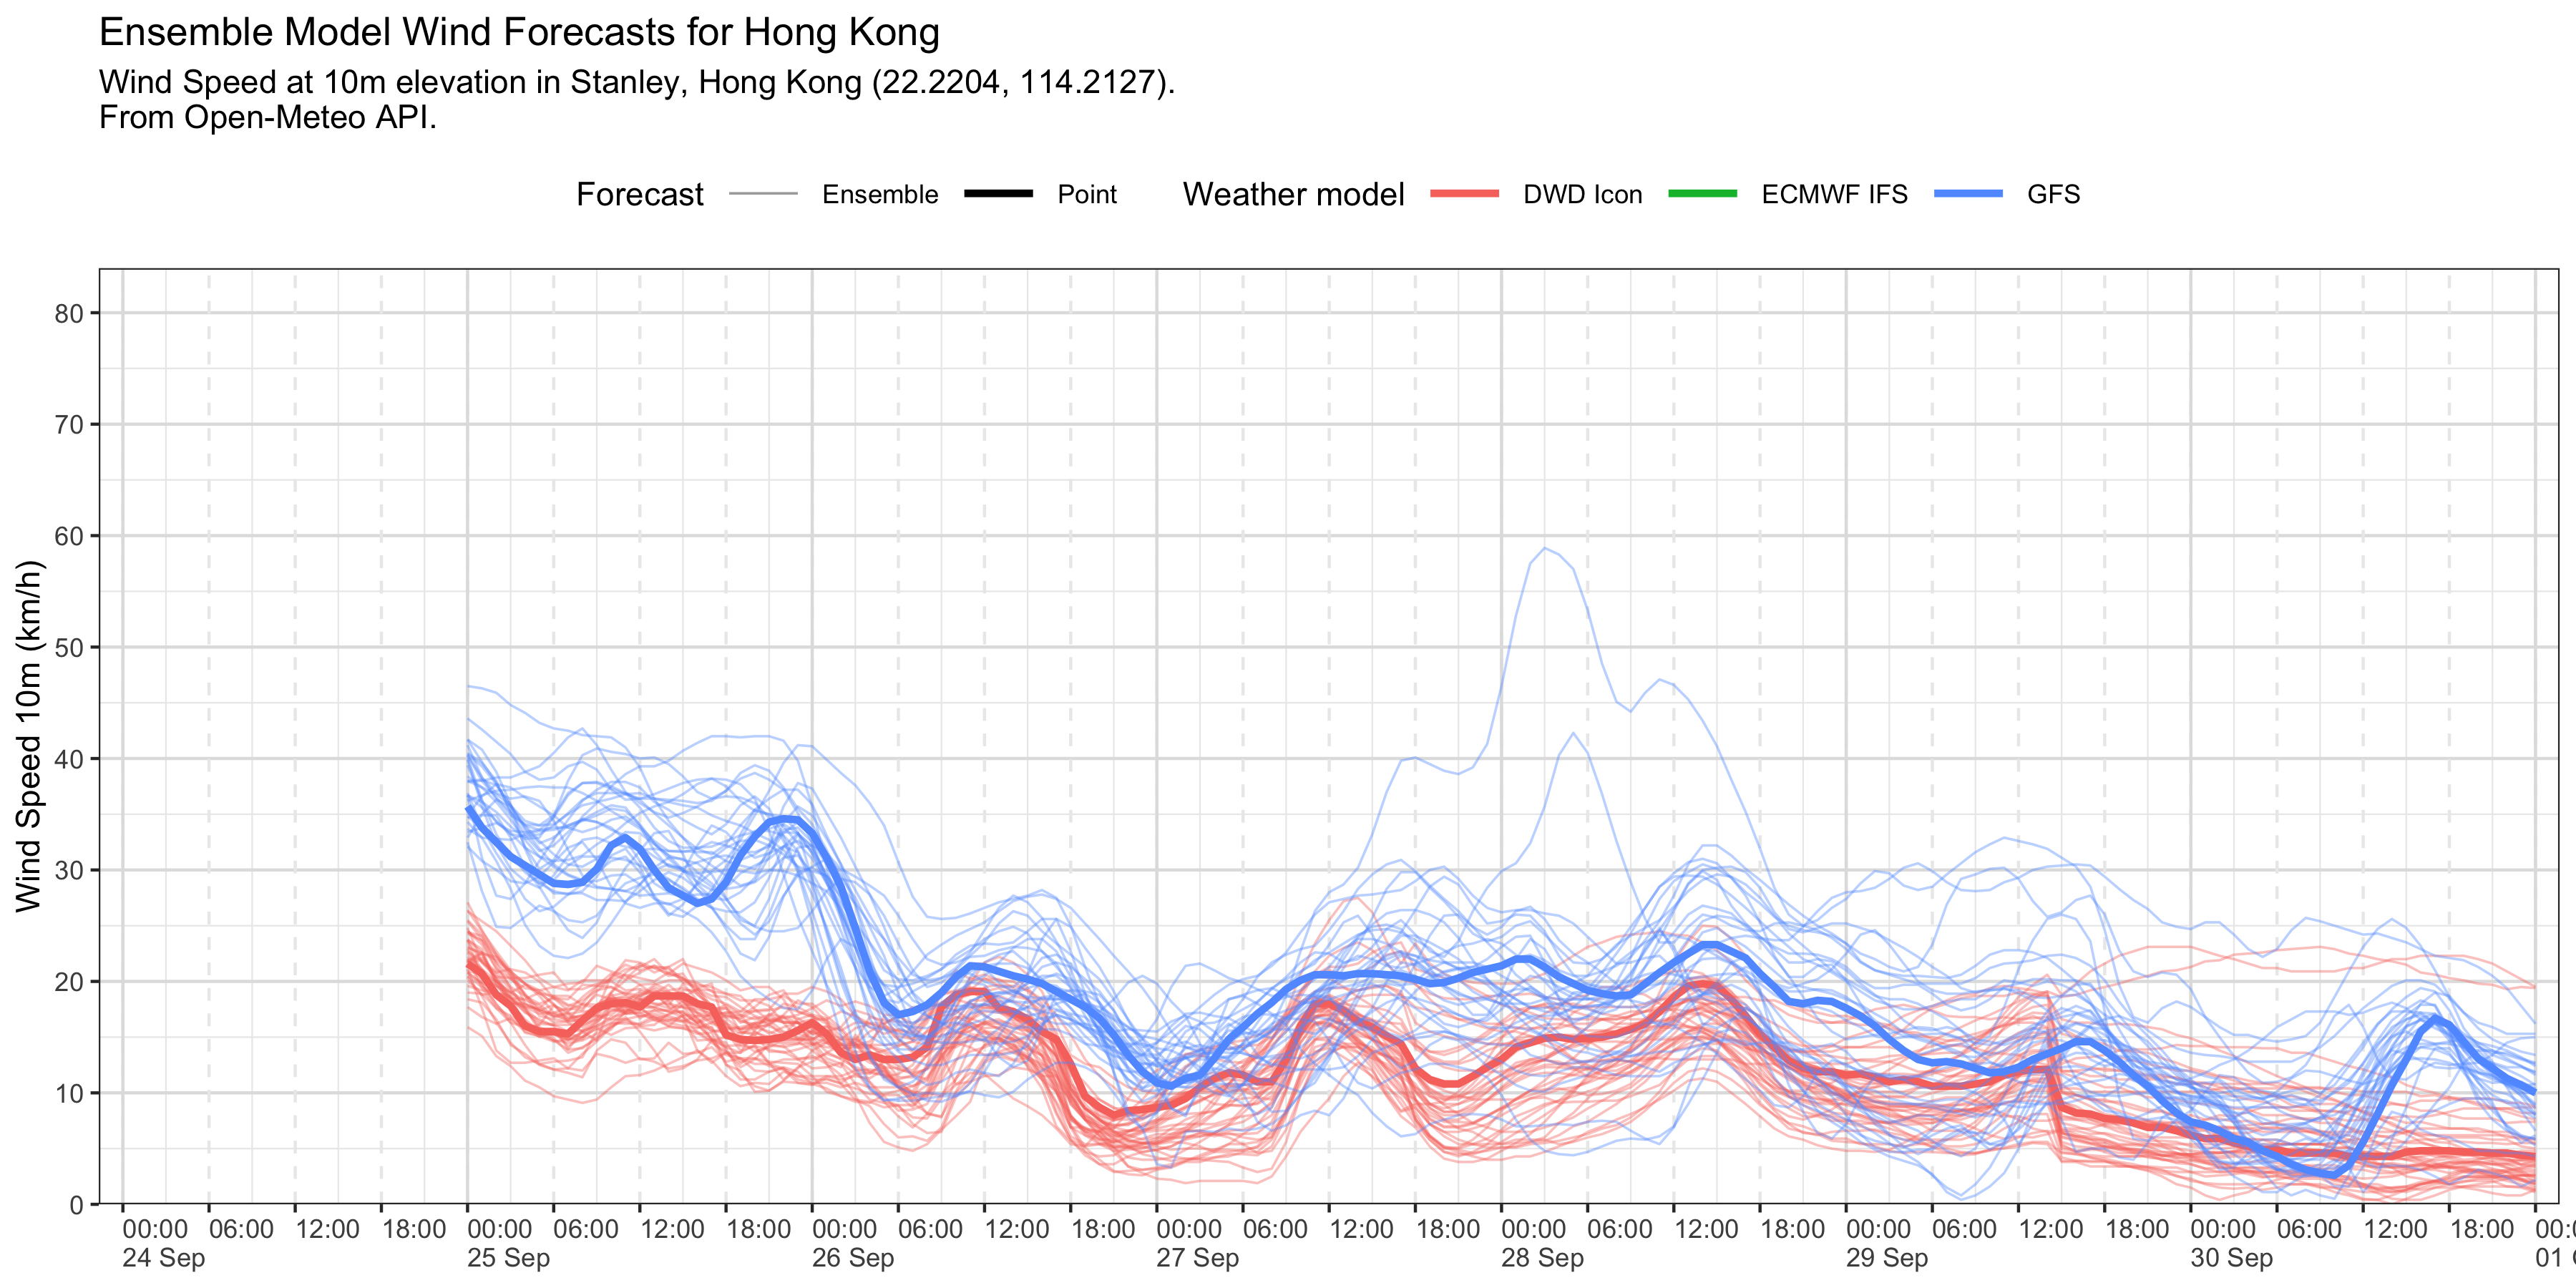 Ensemble Model Wind Forecasts for Hong Kong
Wind Speed at 10m elevation in Stanley, Hong Kong (22.2204, 114.2127).
From Open-Meteo API.
Forecast Ensemble Point Weather model DWD Icon ECMWF IFS GFS
Wind Speed 10m (km/h)
80
70
60
50
40
30
20
10
0
00:00 06:00 12:00 18:00 00:00 06:00 12:00 18:00 00:00 06:00 12:00 18:00 00:00 06:00 12:00 18:00 00:00 06:00 12:00 18:00 00:00 06:00 12:00 18:00 00:00 06:00 12:00 18:00
24 Sep 25 Sep 26 Sep 27 Sep 28 Sep 29 Sep 30 Sep 01